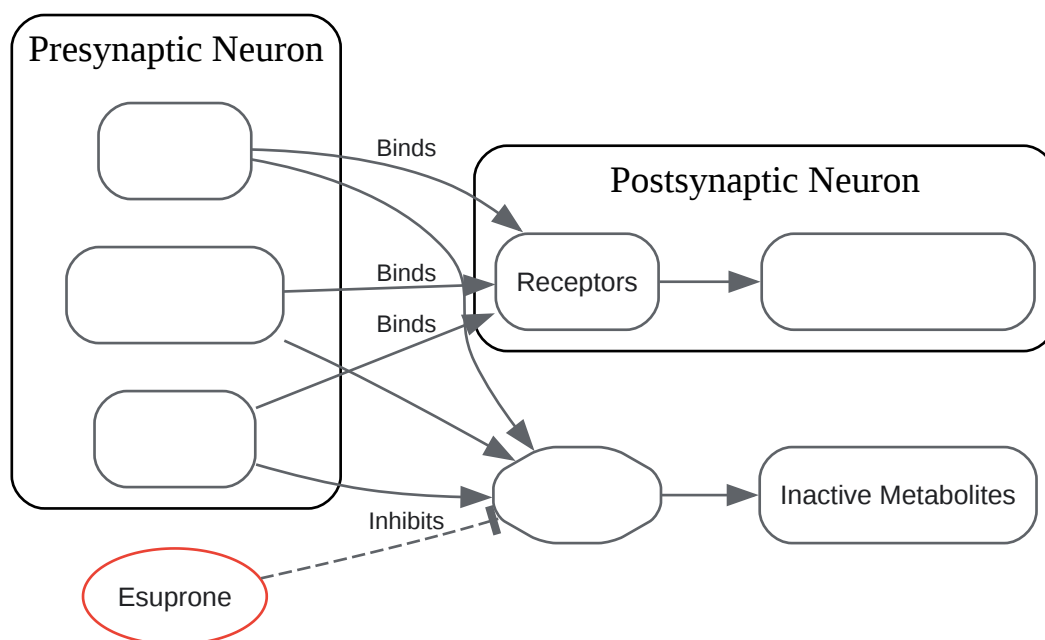 Presynaptic Neuron
Binds
Postsynaptic Neuron
Binds
Receptors
Binds
Inhibits
Inactive Metabolites
Esuprone